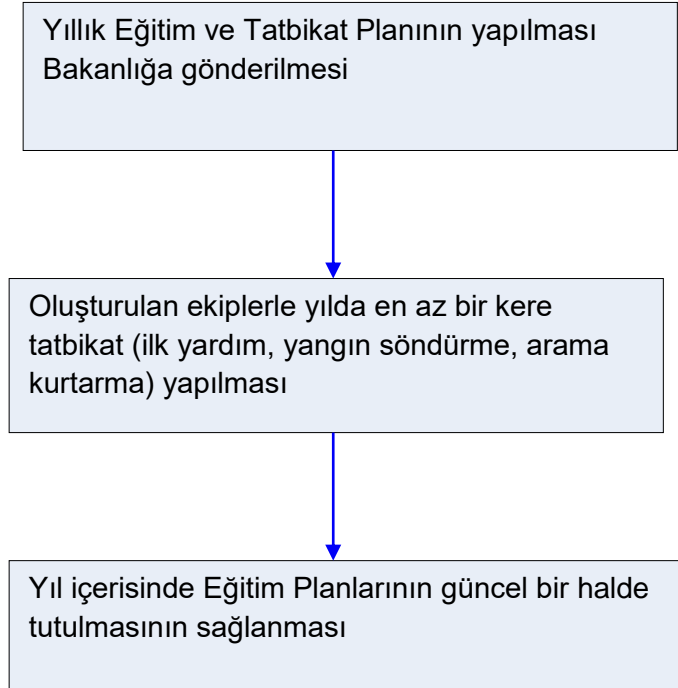 Yıllık Eğitim ve Tatbikat Planının yapılması
Bakanlığa gönderilmesi
Oluşturulan ekiplerle yılda en az bir kere
tatbikat (ilk yardım, yangın söndürme, arama
kurtarma) yapılması
Yıl içerisinde Eğitim Planlarının güncel bir halde
tutulmasının sağlanması